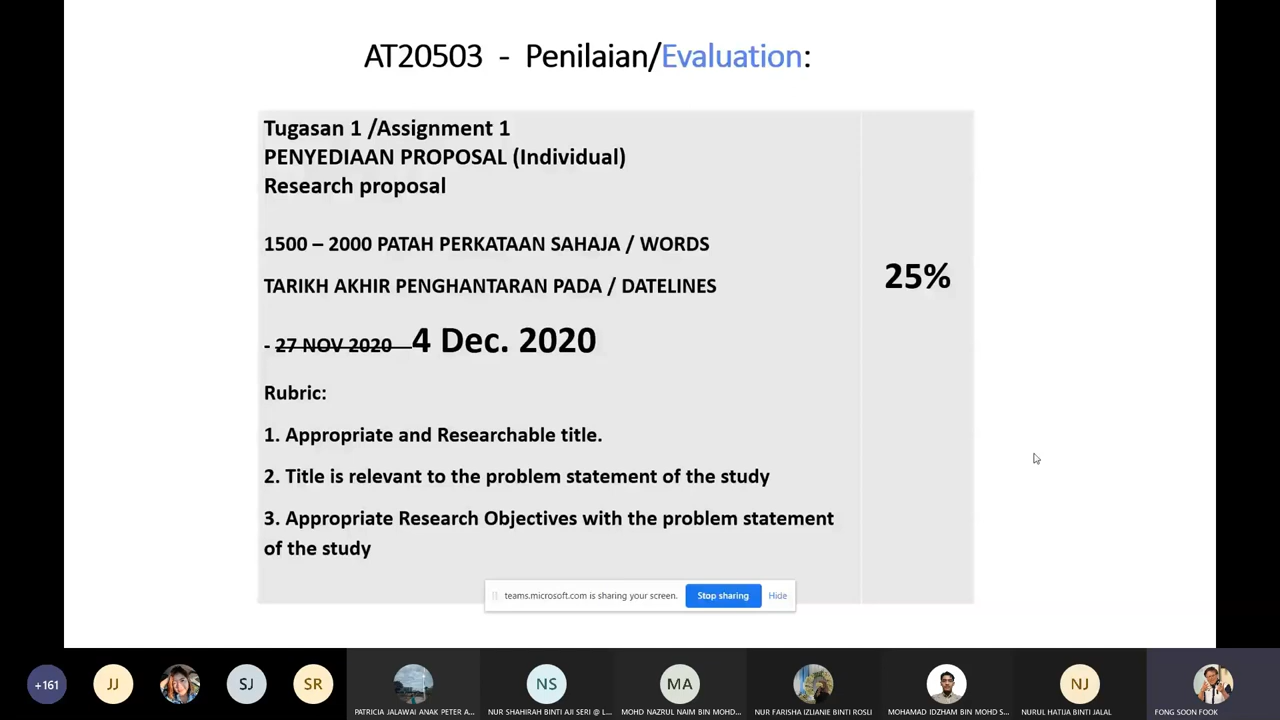 AT20503 - Penilaian/Evaluation:
Tugasan 1 /Assignment 1
PENYEDIAAN PROPOSAL (Individual)
Research proposal
1500 – 2000 PATAH PERKATAAN SAHAJA / WORDS
TARIKH AKHIR PENGHANTARAN PADA / DATELINES
- 27 NOV 2020 4 Dec. 2020
Rubric:
1. Appropriate and Researchable title.
2. Title is relevant to the problem statement of the study
3. Appropriate Research Objectives with the problem statement
of the study
25%
teams.microsoft.com is sharing your screen. Stop sharing Hide
+161 JJ SJ SR NS MA NJ
PATRICIA JALAWAI ANAK PETER A... NUR SHAHIRAH BINTI AJI SERI @ L... MOHD NAZRUL NAIM BIN MOHD... NUR FARISHA IZLIANIE BINTI ROSLI MOHAMAD IDZHAM BIN MOHD S... NURUL HATIJA BINTI JALAL FONG SOON FOOK